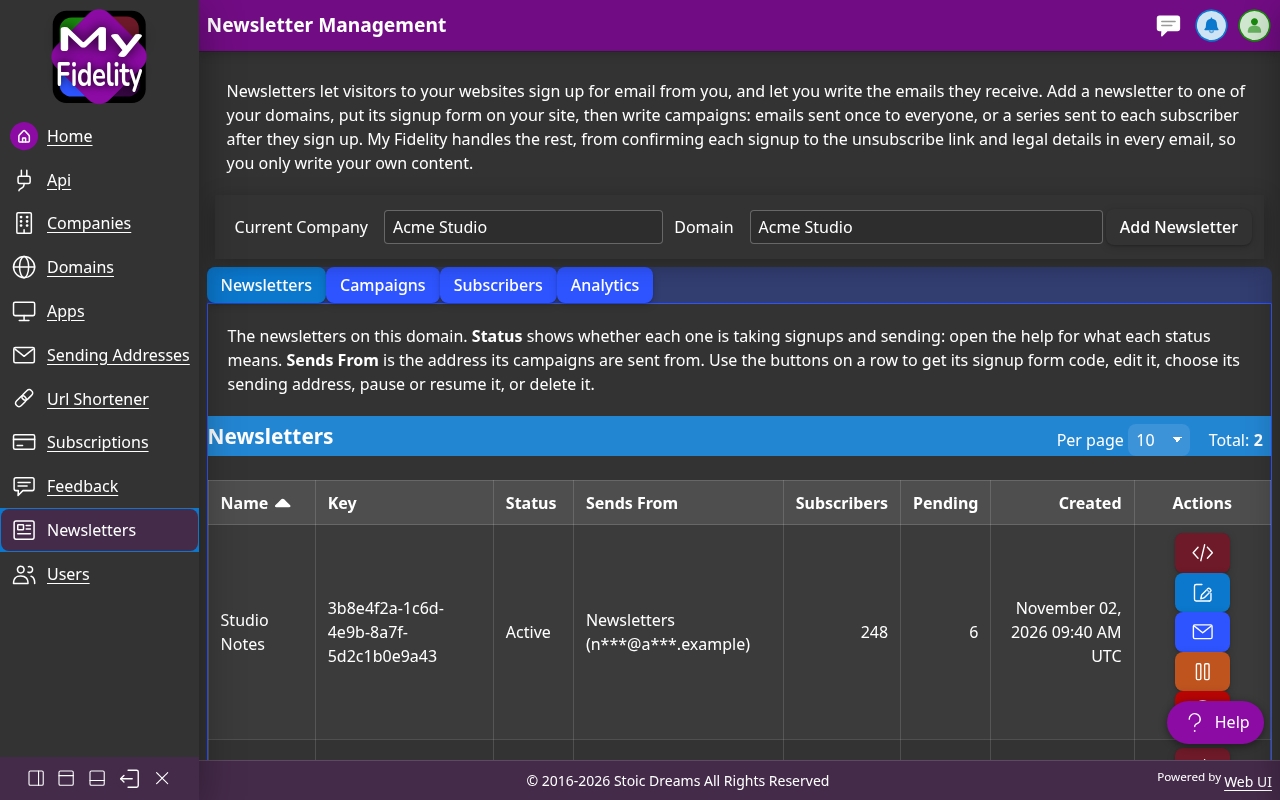 My
Fidelity
Newsletter Management
Home
Api
Companies
Domains
Apps
Sending Addresses
Url Shortener
Subscriptions
Feedback
Newsletters
Users
Newsletters let visitors to your websites sign up for email from you, and let you write the emails they receive. Add a newsletter to one of
your domains, put its signup form on your site, then write campaigns: emails sent once to everyone, or a series sent to each subscriber
after they sign up. My Fidelity handles the rest, from confirming each signup to the unsubscribe link and legal details in every email, so
you only write your own content.
Current Company Acme Studio Domain Acme Studio Add Newsletter
Newsletters Campaigns Subscribers Analytics
The newsletters on this domain. Status shows whether each one is taking signups and sending: open the help for what each status
means. Sends From is the address its campaigns are sent from. Use the buttons on a row to get its signup form code, edit it, choose its
sending address, pause or resume it, or delete it.
Newsletters Per page 10 Total: 2
Name Key Status Sends From Subscribers Pending Created Actions
Studio
Notes
3b8e4f2a-1c6d-
4e9b-8a7f-
5d2c1b0e9a43
Active
Newsletters
(n***@a***.example)
248
6
November 02,
2026 09:40 AM
UTC
Help
© 2016-2026 Stoic Dreams All Rights Reserved
Powered by Web UI